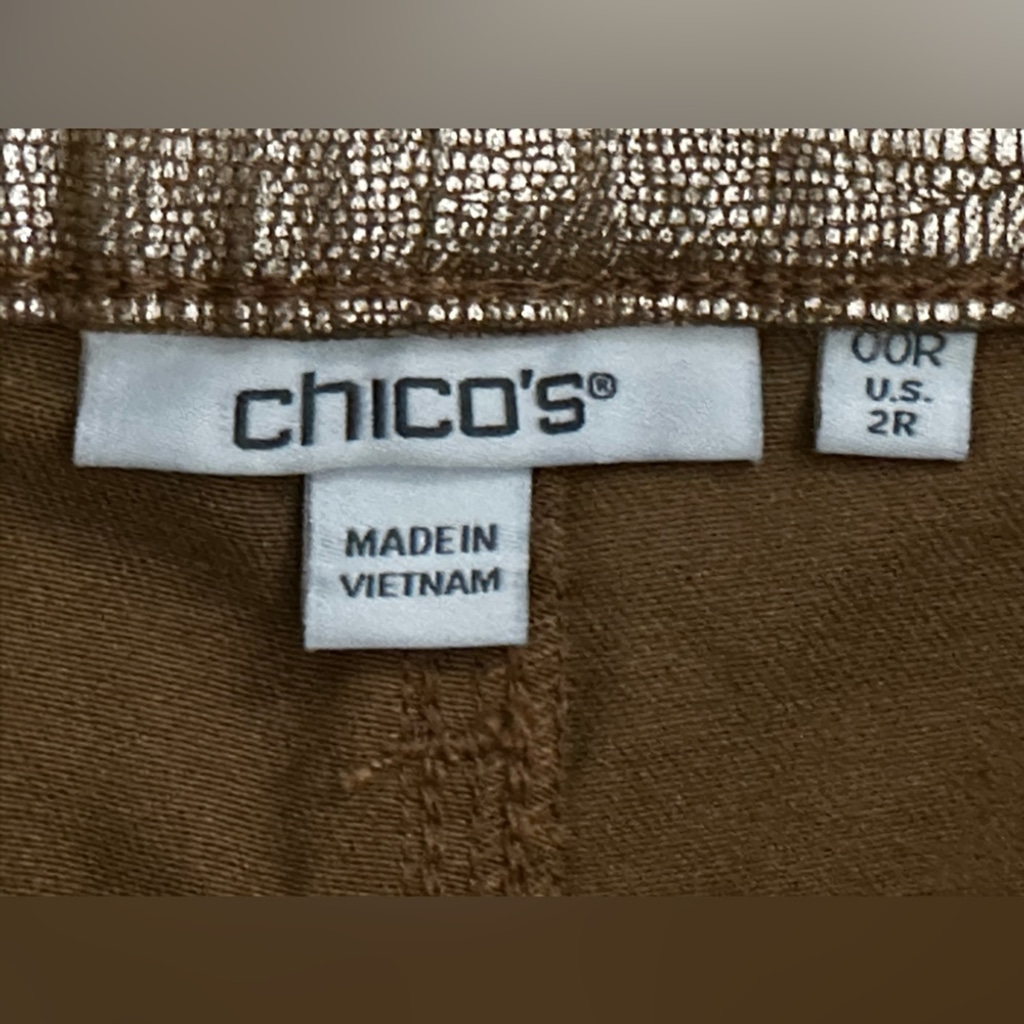 chico's®
MADE IN
VIETNAM
00R
U.S.
2R